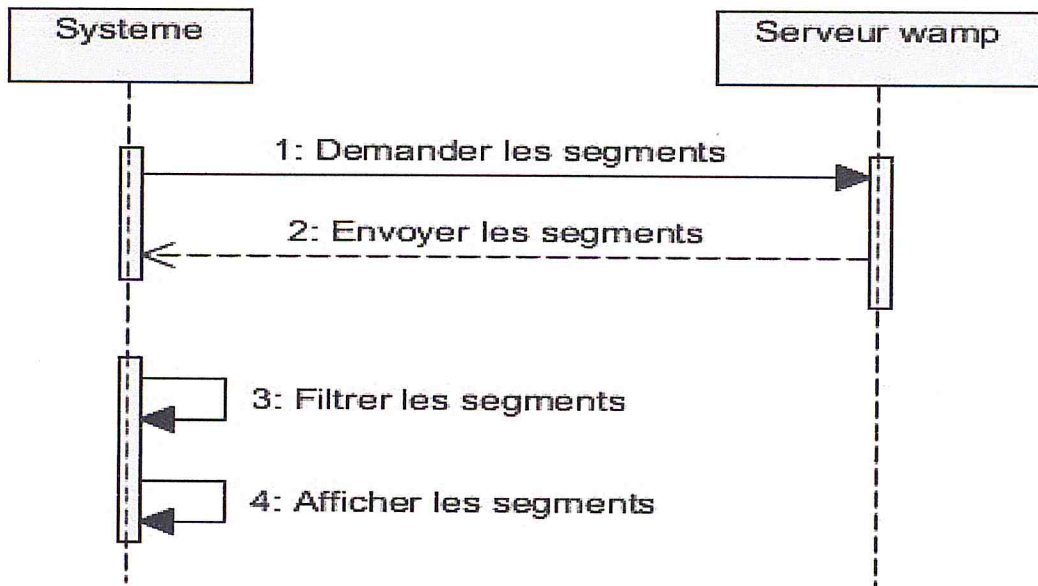 Systeme
Serveur wamp
1: Demander les segments
2: Envoyer les segments
3: Filtrer les segments
4: Afficher les segments